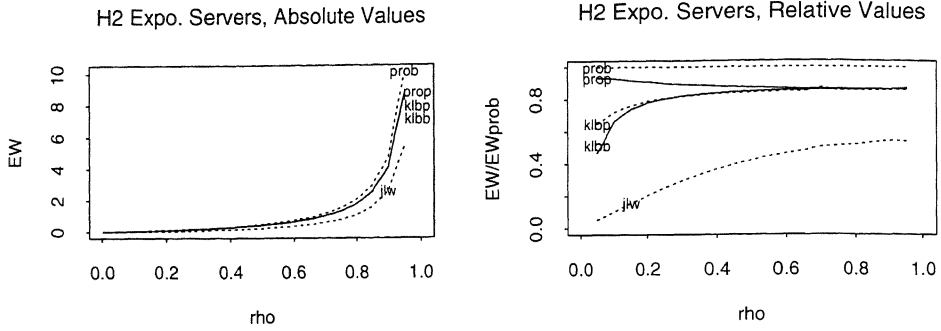 H2 Expo. Servers, Absolute Values
EW
10
8
6
4
2
0
prob
prop
klbp
klbb
jlw
0.0 0.2 0.4 0.6 0.8 1.0
rho
H2 Expo. Servers, Relative Values
EW/EWprob
0.8
0.4
0.0
prob
prop
klbp
klbb
jlw
0.0 0.2 0.4 0.6 0.8 1.0
rho